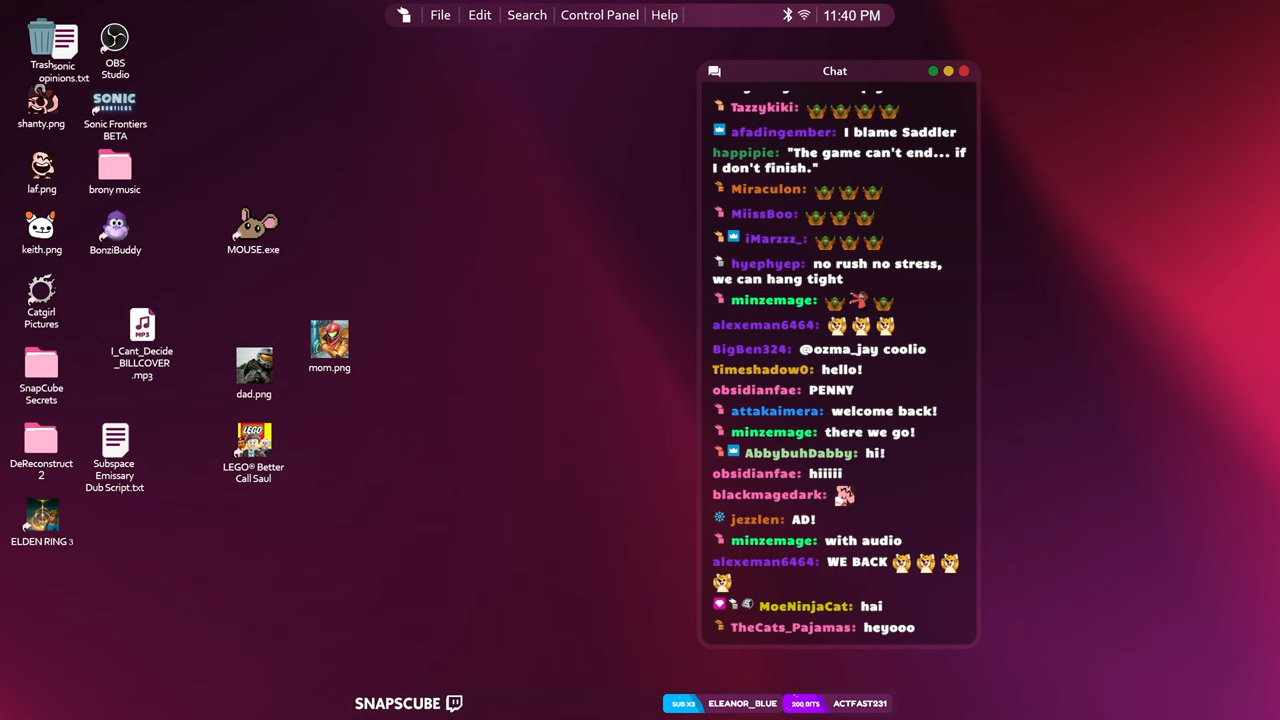 File Edit Search Control Panel Help 11:40 PM
Trash
sonic
opinions.txt
OBS
Studio
shanty.png
SONIC
FRONTIERS
Sonic Frontiers
BETA
laf.png
brony music
keith.png
BonziBuddy
MOUSE.exe
Catgirl
Pictures
MP3
I_Cant_Decide
_BILLCOVER
.mp3
mom.png
dad.png
SnapCube
Secrets
DeReconstruct
2
Subspace
Emissary
Dub Script.txt
LEGO
LEGO® Better
Call Saul
ELDEN RING 3
Chat
Tazzykiki:
afadingember: I blame Saddler
happipie: "The game can't end... if
I don't finish."
Miraculon:
MiissBoo:
iMarzzz_:
hyephyep: no rush no stress,
we can hang tight
minzemage:
alexeman6464:
BigBen324: @ozma_jay coolio
Timeshadow0: hello!
obsidianfae: PENNY
attakaimera: welcome back!
minzemage: there we go!
AbbybuhDabby: hi!
obsidianfae: hiiiii
blackmagedark:
jezzlen: AD!
minzemage: with audio
alexeman6464: WE BACK
MoeNinjaCat: hai
TheCats_Pajamas: heyooo
SNAPSCUBE
SUB X3 ELEANOR_BLUE 200 BITS ACTFAST231